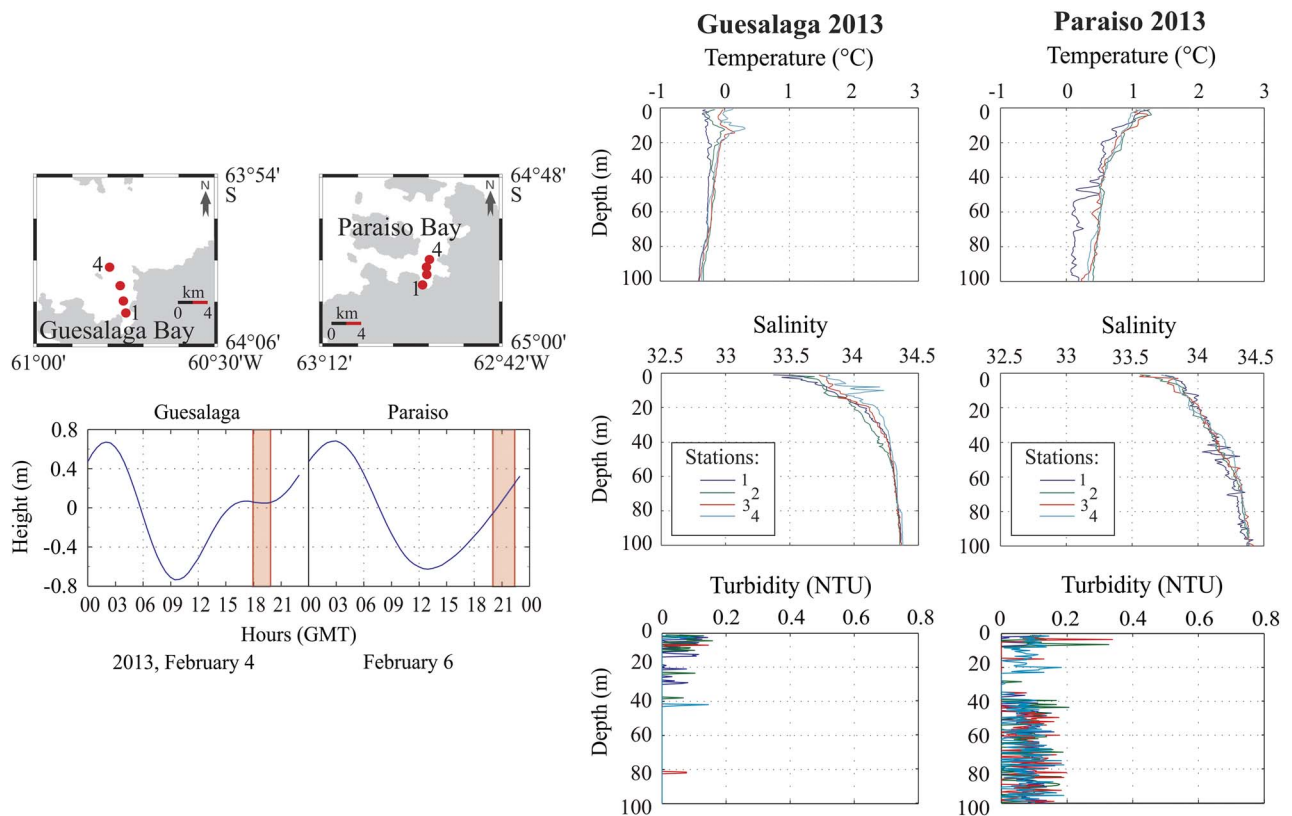 Guesalaga 2013
Temperature (°C)
-1 0 1 2 3
0
20
40
60
80
100
Depth (m)
Paraiso 2013
Temperature (°C)
-1 0 1 2 3
0
20
40
60
80
100
63°54'
S
N
4
1
km
0 4
Guesalaga Bay
64°06'
61°00' 60°30'W
64°48'
S
N
Paraiso Bay
4
1
km
0 4
65°00'
63°12' 62°42'W
Salinity
32.5 33 33.5 34 34.5
0
20
40
60
80
100
Depth (m)
Stations:
1
2
3
4
Salinity
32.5 33 33.5 34 34.5
0
20
40
60
80
100
Stations:
1
2
3
4
Guesalaga Paraiso
0.8
0.4
0
-0.4
-0.8
Height (m)
00 03 06 09 12 15 18 21 00 03 06 09 12 15 18 21 00
Hours (GMT)
2013, February 4 February 6
Turbidity (NTU)
0 0.2 0.4 0.6 0.8
0
20
40
60
80
100
Depth (m)
Turbidity (NTU)
0 0.2 0.4 0.6 0.8
0
20
40
60
80
100